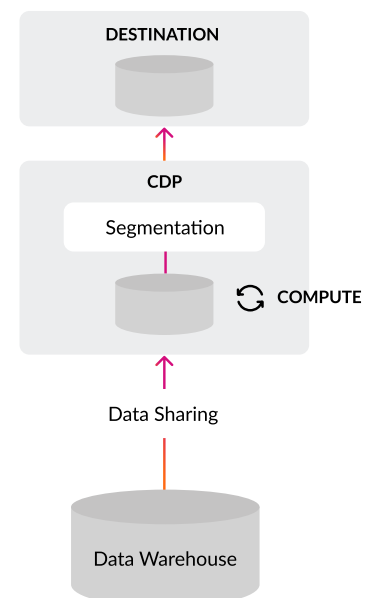 DESTINATION
CDP
Segmentation
COMPUTE
Data Sharing
Data Warehouse